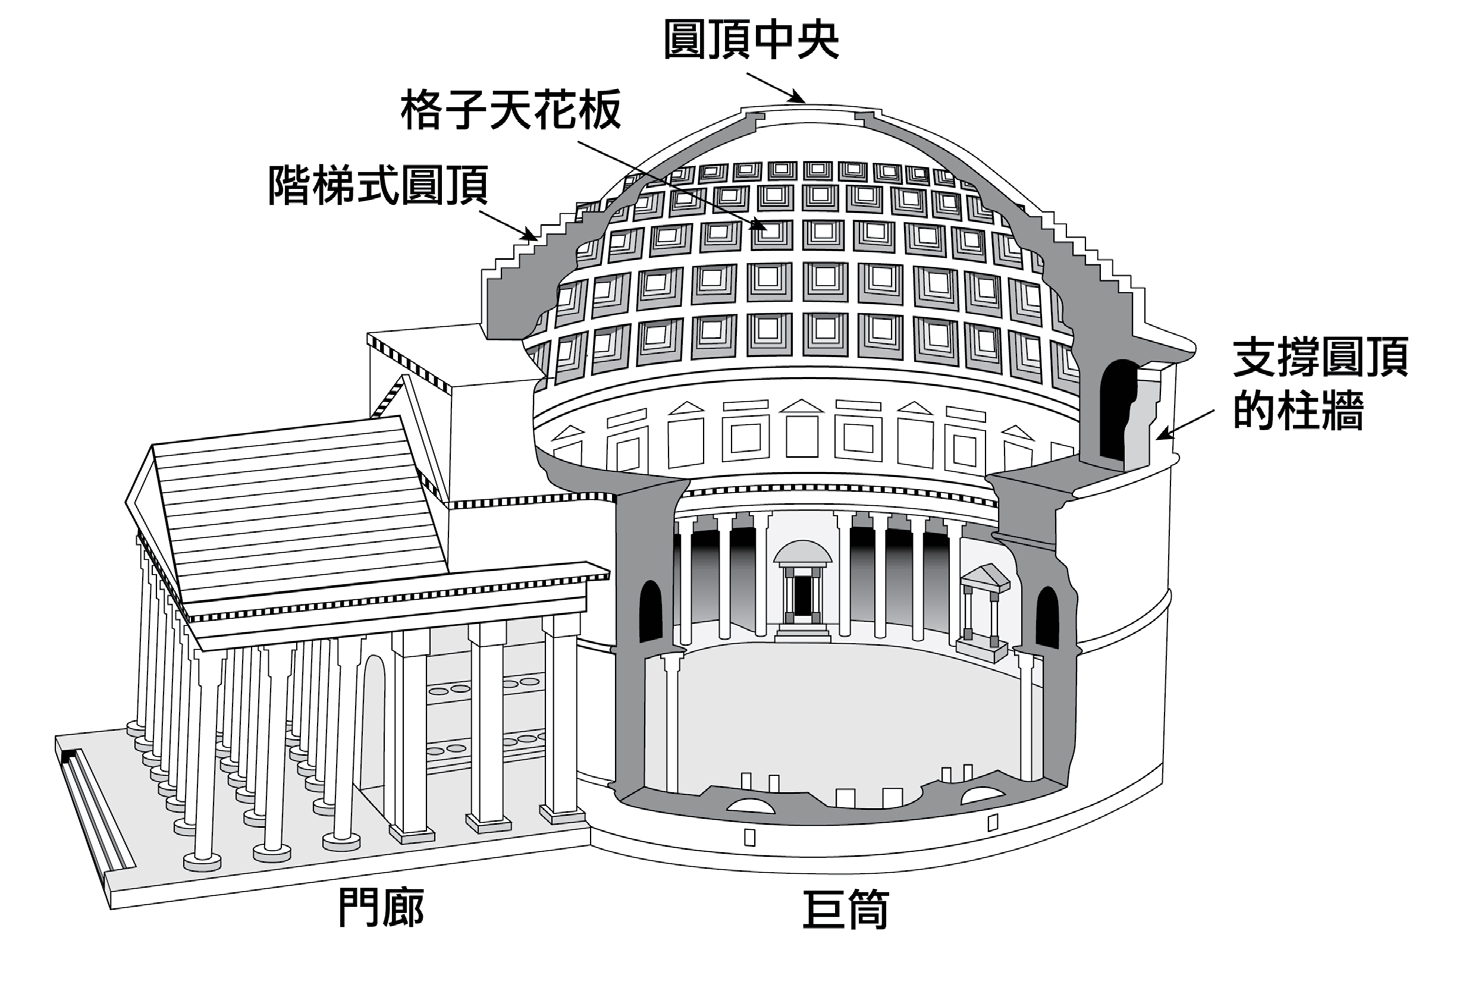 圓頂中央
格子天花板
階梯式圓頂
支撐圓頂
的柱牆
門廊
巨筒